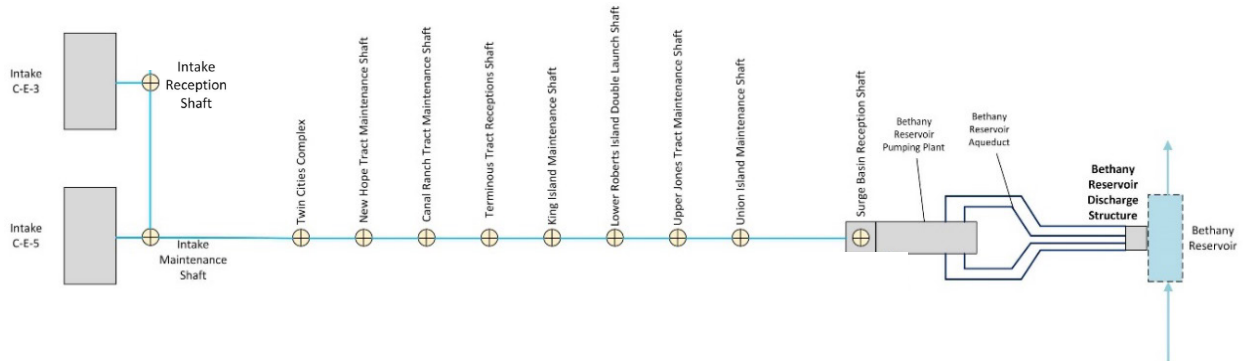 Intake
C-E-3
Intake
Reception
Shaft
Intake
C-E-5
Intake
Maintenance
Shaft
Twin Cities Complex
New Hope Tract Maintenance Shaft
Canal Ranch Tract Maintenance Shaft
Terminous Tract Receptions Shaft
King Island Maintenance Shaft
Lower Roberts Island Double Launch Shaft
Upper Jones Tract Maintenance Shaft
Union Island Maintenance Shaft
Surge Basin Reception Shaft
Bethany
Reservoir
Pumping Plant
Bethany
Reservoir
Aqueduct
Bethany
Reservoir
Discharge
Structure
Bethany
Reservoir